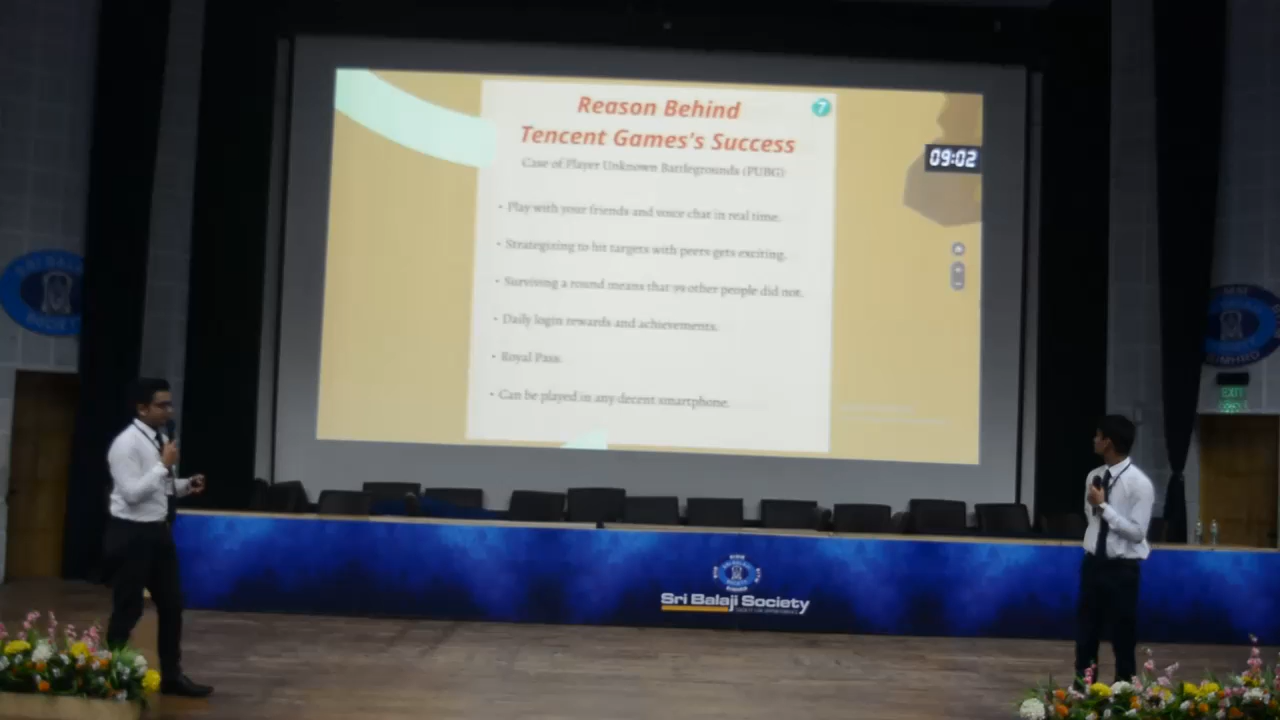 Reason Behind
Tencent Games's Success
7
Case of Player Unknown Battlegrounds (PUBG):
09:02
• Play with your friends and voice chat in real time.
• Strategizing to hit targets with peers gets exciting.
• Surviving a round means that 99 other people did not.
• Daily login rewards and achievements.
• Royal Pass.
• Can be played in any decent smartphone.
SRI BALAJI
SOCIETY
EXIT
Sri Balaji Society